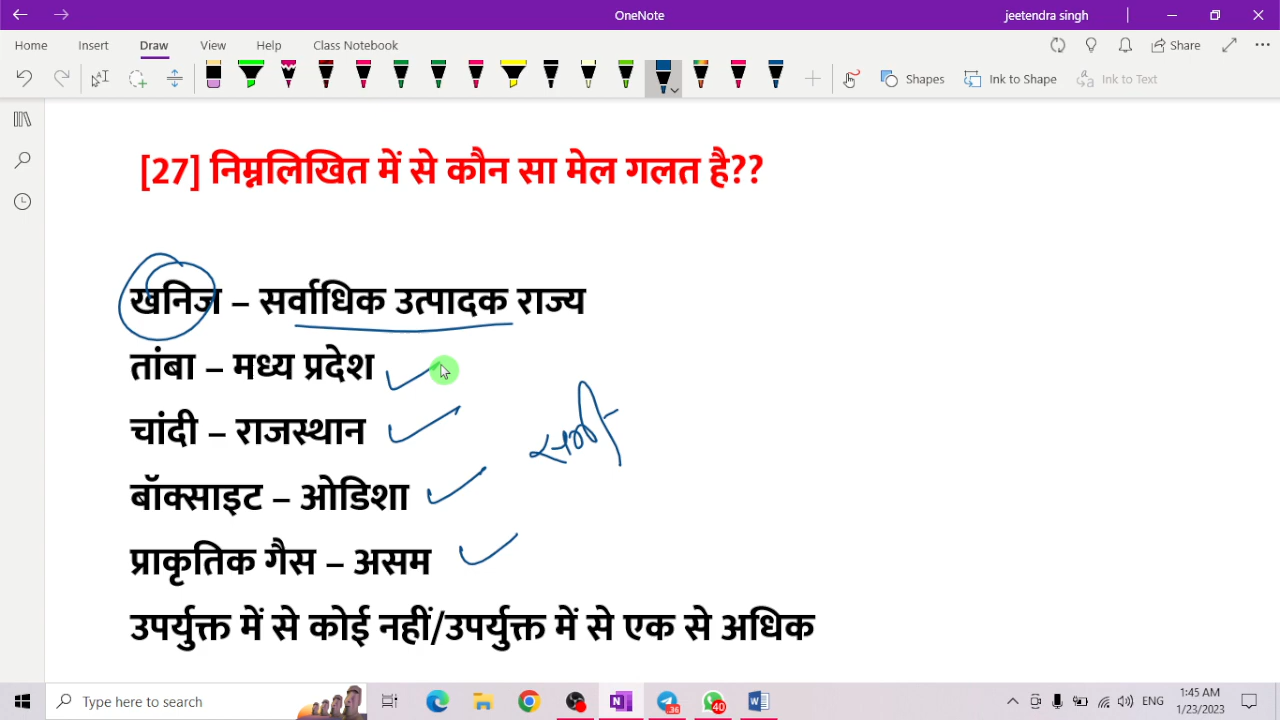 OneNote
jeetendra singh
Home Insert Draw View Help Class Notebook
Share
Shapes Ink to Shape Ink to Text
[27] निम्नलिखित में से कौन सा मेल गलत है??
खनिज – सर्वाधिक उत्पादक राज्य
तांबा – मध्य प्रदेश
चांदी – राजस्थान
बॉक्साइट – ओडिशा
प्राकृतिक गैस – असम
उपर्युक्त में से कोई नहीं/उपर्युक्त में से एक से अधिक
Type here to search
36
40
ENG
1:45 AM
1/23/2023